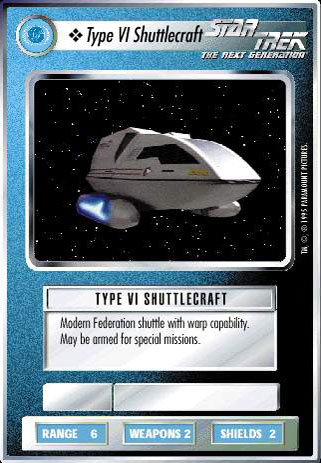 ❖ Type VI Shuttlecraft
STAR TREK
THE NEXT GENERATION
TM & © 1995 PARAMOUNT PICTURES.
TYPE VI SHUTTLECRAFT
Modern Federation shuttle with warp capability.
May be armed for special missions.
RANGE 6 WEAPONS 2 SHIELDS 2